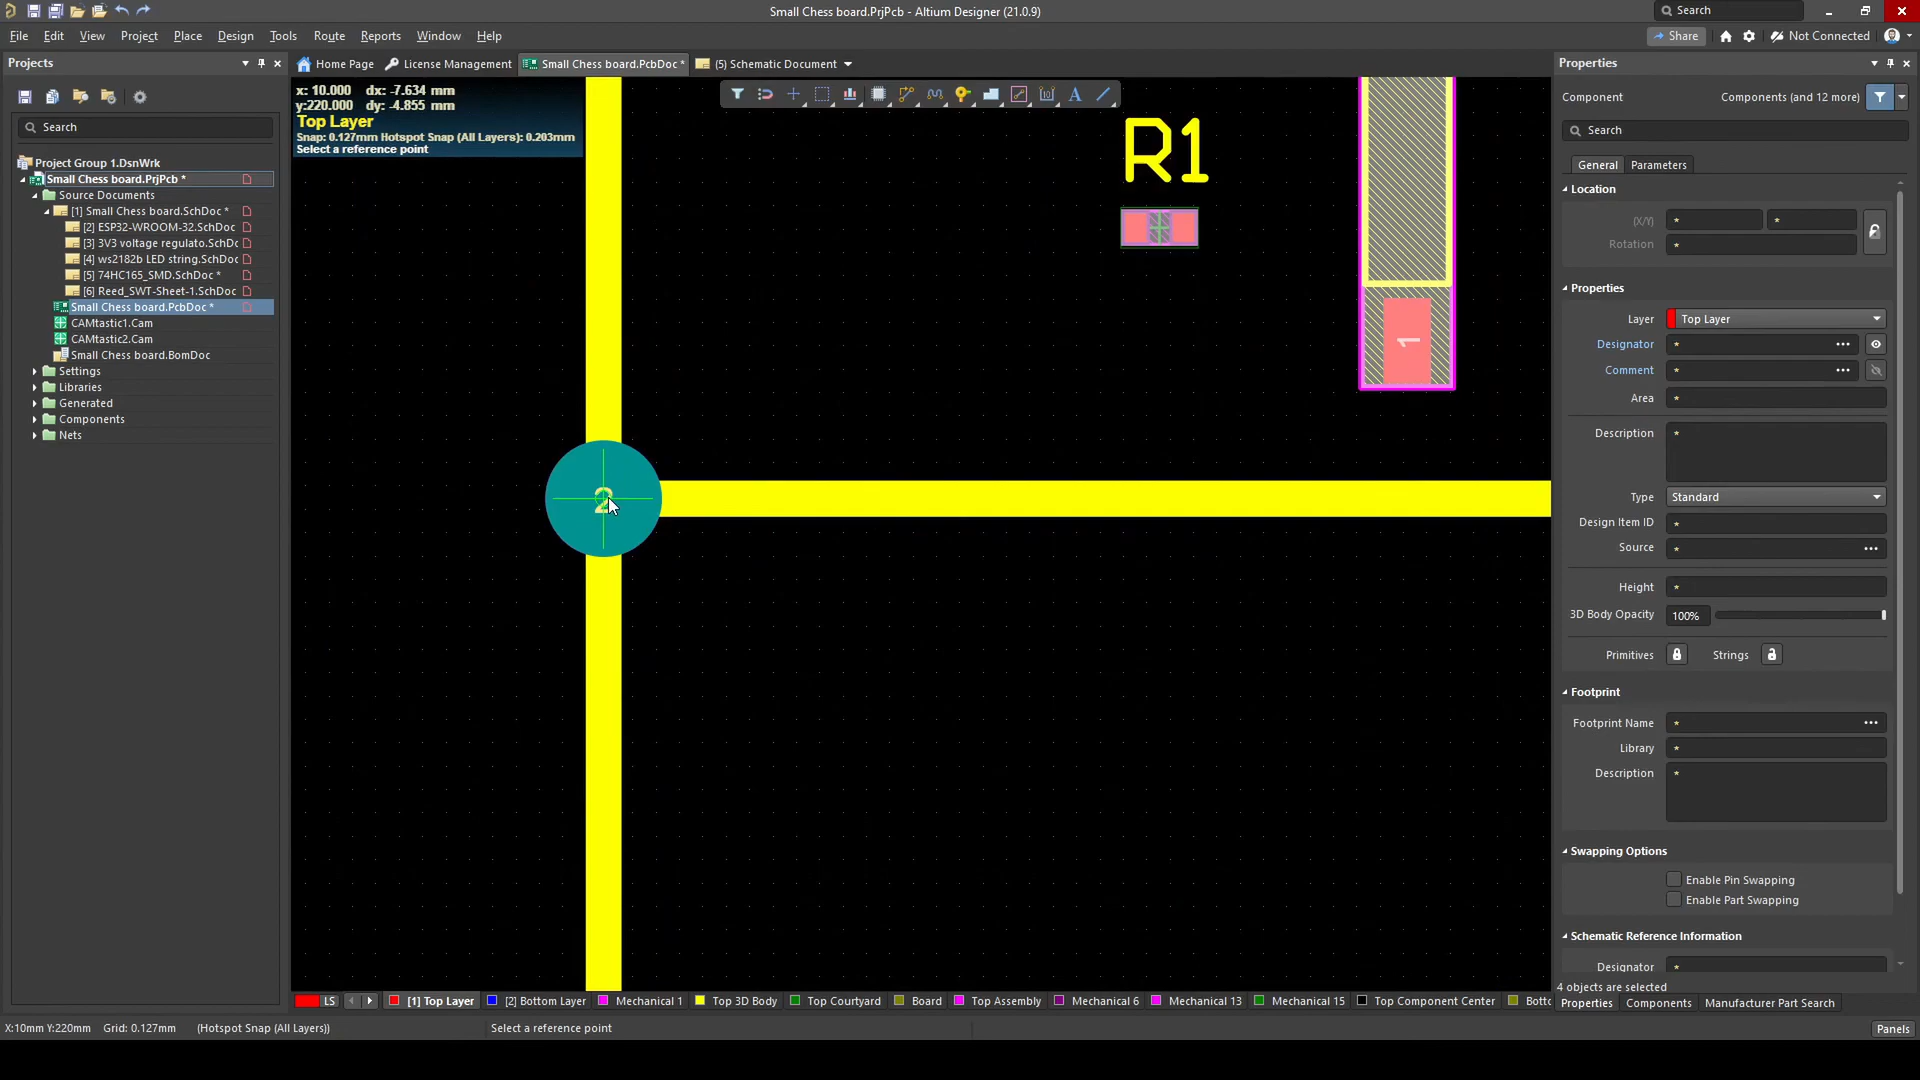 Small Chess board.PrjPcb - Altium Designer (21.0.9)
Search
File Edit View Project Place Design Tools Route Reports Window Help
Share
Not Connected
Projects
Home Page
License Management
Small Chess board.PcbDoc *
(5) Schematic Document
Properties
x: 10.000 dx: -7.634 mm
y:220.000 dy: -4.855 mm
Top Layer
Snap: 0.127mm Hotspot Snap (All Layers): 0.203mm
Select a reference point
Component
Components (and 12 more)
Search
Search
Project Group 1.DsnWrk
Small Chess board.PrjPcb *
Source Documents
[1] Small Chess board.SchDoc *
[2] ESP32-WROOM-32.SchDoc
[3] 3V3 voltage regulato.SchDc
[4] ws2182b LED string.SchDoc
[5] 74HC165_SMD.SchDoc *
[6] Reed_SWT-Sheet-1.SchDoc
Small Chess board.PcbDoc *
CAMtastic1.Cam
CAMtastic2.Cam
Small Chess board.BomDoc
Settings
Libraries
Generated
Components
Nets
R1
1
2
General
Parameters
Location
(X/Y) * *
Rotation *
Properties
Layer Top Layer
Designator *
Comment *
Area
Description *
Type Standard
Design Item ID *
Source *
Height *
3D Body Opacity 100%
Primitives Strings
Footprint
Footprint Name *
Library *
Description *
Swapping Options
Enable Pin Swapping
Enable Part Swapping
Schematic Reference Information
Designator
4 objects are selected
LS
[1] Top Layer
[2] Bottom Layer
Mechanical 1
Top 3D Body
Top Courtyard
Board
Top Assembly
Mechanical 6
Mechanical 13
Mechanical 15
Top Component Center
Botto
Properties Components Manufacturer Part Search
X:10mm Y:220mm Grid: 0.127mm (Hotspot Snap (All Layers))
Select a reference point
Panels